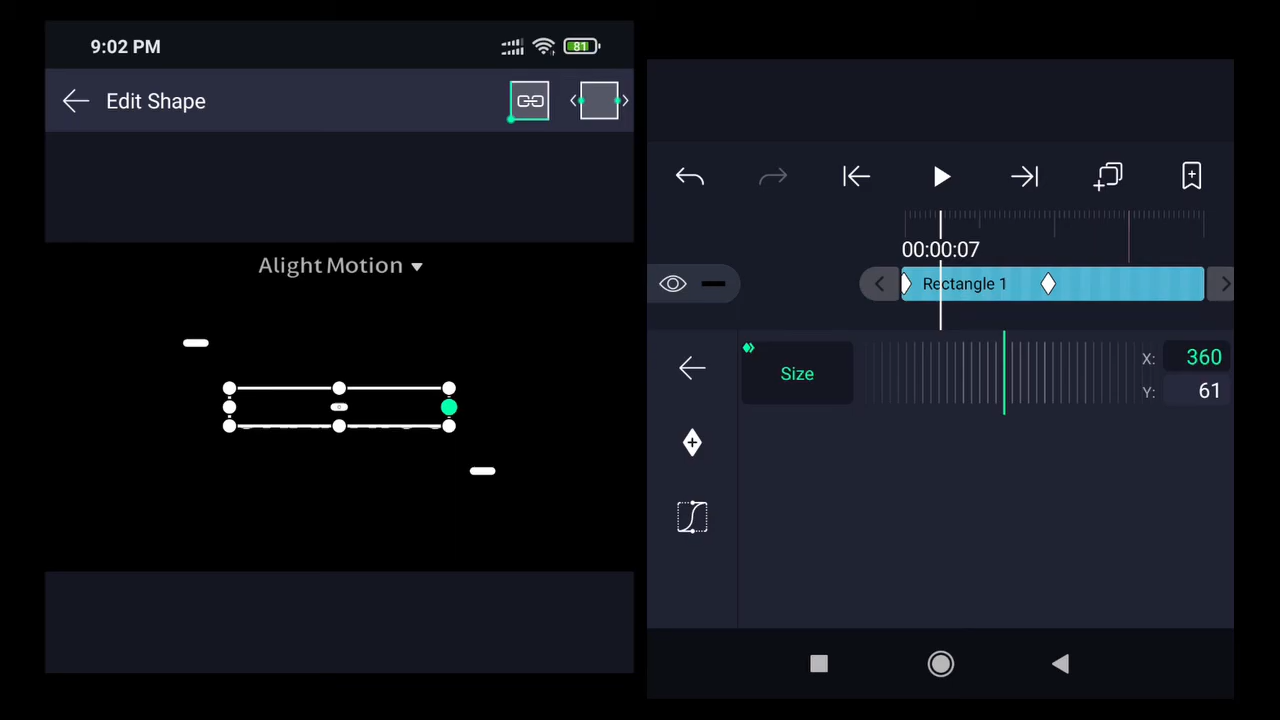 9:02 PM
81
Edit Shape
Alight Motion
00:00:07
Rectangle 1
Size
X: 360
Y: 61